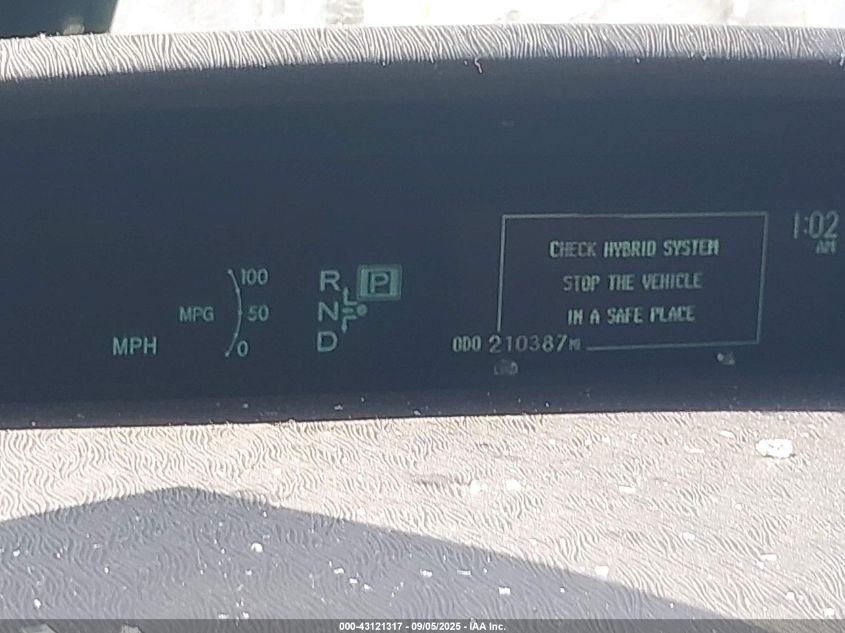 1:02
AM
CHECK HYBRID SYSTEM
STOP THE VEHICLE
IN A SAFE PLACE
100
R P
MPG 50
N
MPH
0
D
ODO 210387 MI
000-43121317 - 09/05/2025 - IAA Inc.